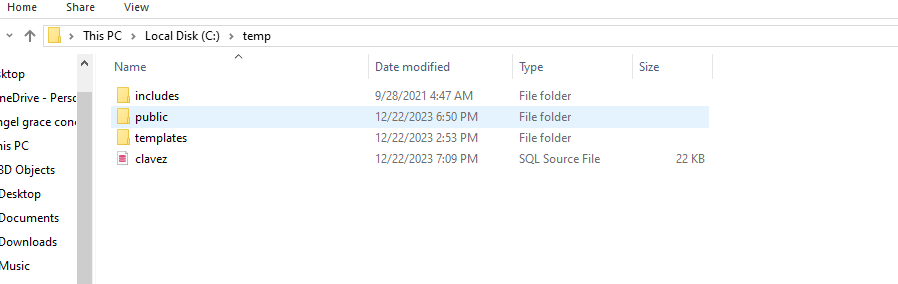 Home Share View
This PC Local Disk (C:) temp
Name Date modified Type Size
includes 9/28/2021 4:47 AM File folder
public 12/22/2023 6:50 PM File folder
templates 12/22/2023 2:53 PM File folder
clavez 12/22/2023 7:09 PM SQL Source File 22 KB
sktop
neDrive - Perso
ngel grace con
his PC
3D Objects
Desktop
Documents
Downloads
Music